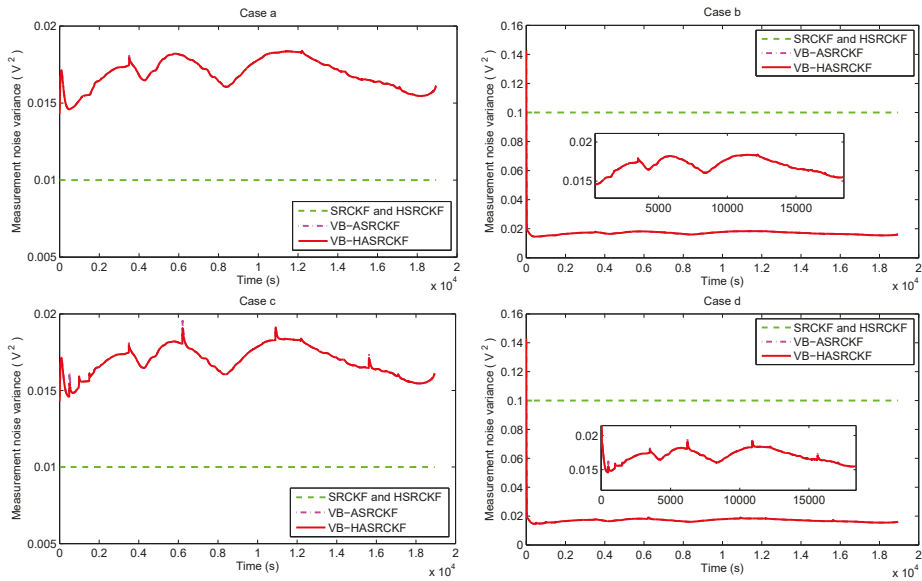 Case a
Measurement noise variance ( V²)
0.02
0.015
0.01
0.005
SRCKF and HSRCKF
VB−ASRCKF
VB−HASRCKF
0 0.2 0.4 0.6 0.8 1 1.2 1.4 1.6 1.8 2
Time (s)
x 10⁴
Case b
Measurement noise variance ( V²)
0.16
0.14
0.12
0.1
0.08
0.06
0.04
0.02
0
SRCKF and HSRCKF
VB−ASRCKF
VB−HASRCKF
0.02
0.015
5000 10000 15000
0 0.2 0.4 0.6 0.8 1 1.2 1.4 1.6 1.8 2
Time (s)
x 10⁴
Case c
Measurement noise variance ( V²)
0.02
0.015
0.01
0.005
SRCKF and HSRCKF
VB−ASRCKF
VB−HASRCKF
0 0.2 0.4 0.6 0.8 1 1.2 1.4 1.6 1.8 2
Time (s)
x 10⁴
Case d
Measurement noise variance ( V²)
0.16
0.14
0.12
0.1
0.08
0.06
0.04
0.02
0
SRCKF and HSRCKF
VB−ASRCKF
VB−HASRCKF
0.02
0.015
0 5000 10000 15000
0 0.2 0.4 0.6 0.8 1 1.2 1.4 1.6 1.8 2
Time (s)
x 10⁴